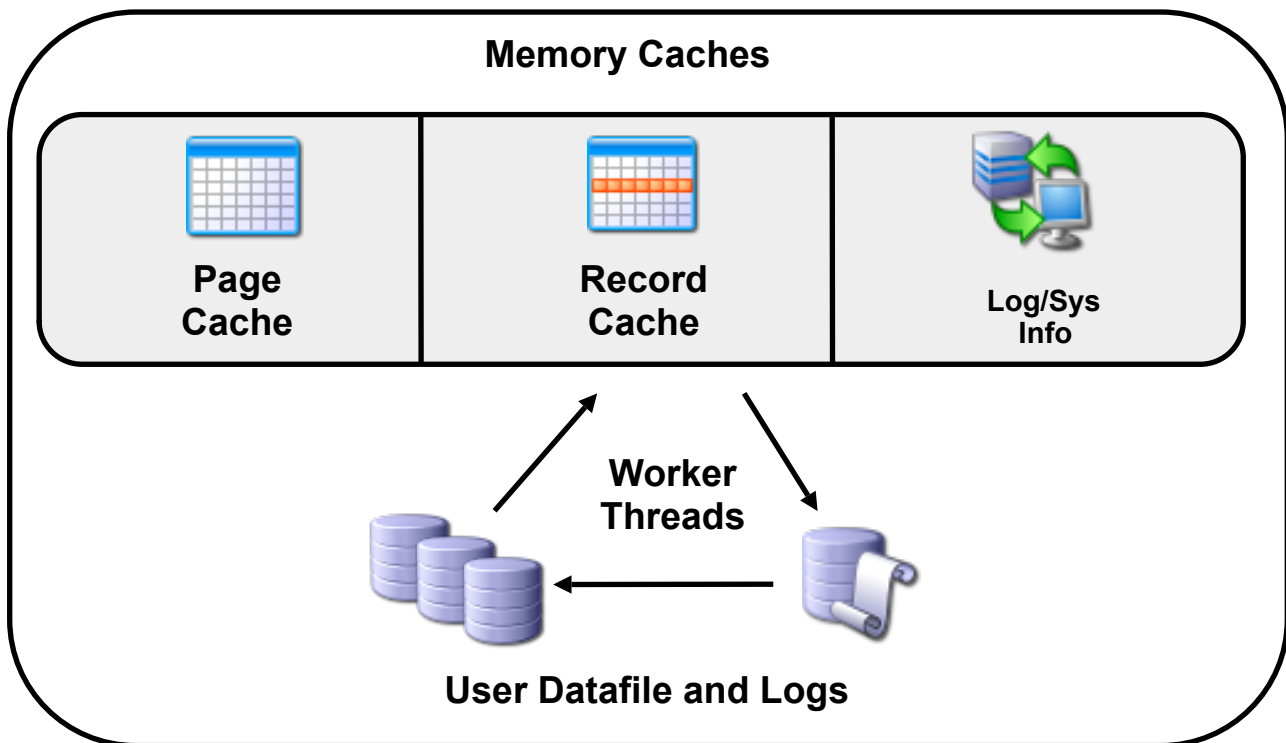 Memory Caches
Page
Cache
Record
Cache
Log/Sys
Info
Worker
Threads
User Datafile and Logs